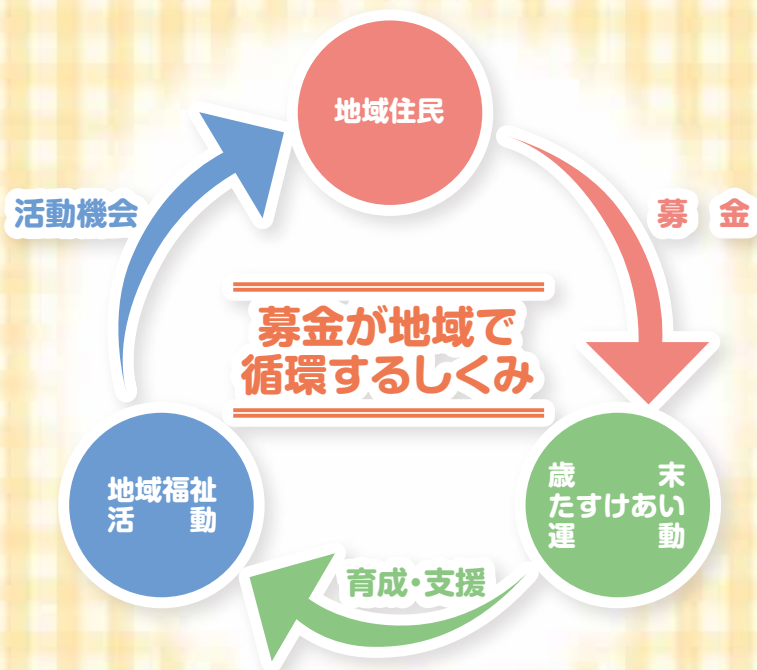 地域住民
活動機会
募　金
募金が地域で
循環するしくみ
地域福祉
活　　動
歳　　　末
たすけあい
運　　　動
育成・支援